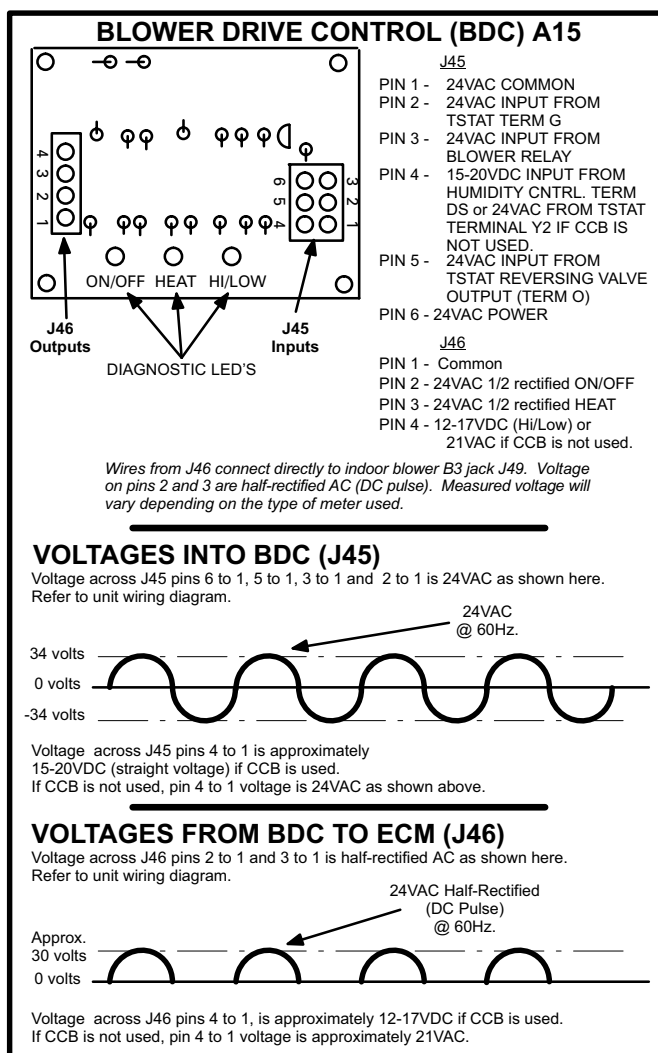 BLOWER DRIVE CONTROL (BDC) A15
4
3
2
1
6
5
4
3
2
1
ON/OFF HEAT HI/LOW
J46
Outputs
J45
Inputs
DIAGNOSTIC LED'S
J45
PIN 1 - 24VAC COMMON
PIN 2 - 24VAC INPUT FROM
TSTAT TERM G
PIN 3 - 24VAC INPUT FROM
BLOWER RELAY
PIN 4 - 15-20VDC INPUT FROM
HUMIDITY CNTRL. TERM
DS or 24VAC FROM TSTAT
TERMINAL Y2 IF CCB IS
NOT USED.
PIN 5 - 24VAC INPUT FROM
TSTAT REVERSING VALVE
OUTPUT (TERM O)
PIN 6 - 24VAC POWER
J46
PIN 1 - Common
PIN 2 - 24VAC 1/2 rectified ON/OFF
PIN 3 - 24VAC 1/2 rectified HEAT
PIN 4 - 12-17VDC (Hi/Low) or
21VAC if CCB is not used.
Wires from J46 connect directly to indoor blower B3 jack J49. Voltage
on pins 2 and 3 are half-rectified AC (DC pulse). Measured voltage will
vary depending on the type of meter used.
VOLTAGES INTO BDC (J45)
Voltage across J45 pins 6 to 1, 5 to 1, 3 to 1 and 2 to 1 is 24VAC as shown here.
Refer to unit wiring diagram.
24VAC
@ 60Hz.
34 volts
0 volts
-34 volts
Voltage across J45 pins 4 to 1 is approximately
15-20VDC (straight voltage) if CCB is used.
If CCB is not used, pin 4 to 1 voltage is 24VAC as shown above.
VOLTAGES FROM BDC TO ECM (J46)
Voltage across J46 pins 2 to 1 and 3 to 1 is half-rectified AC as shown here.
Refer to unit wiring diagram.
24VAC Half-Rectified
(DC Pulse)
@ 60Hz.
Approx.
30 volts
0 volts
Voltage across J46 pins 4 to 1, is approximately 12-17VDC if CCB is used.
If CCB is not used, pin 4 to 1 voltage is approximately 21VAC.